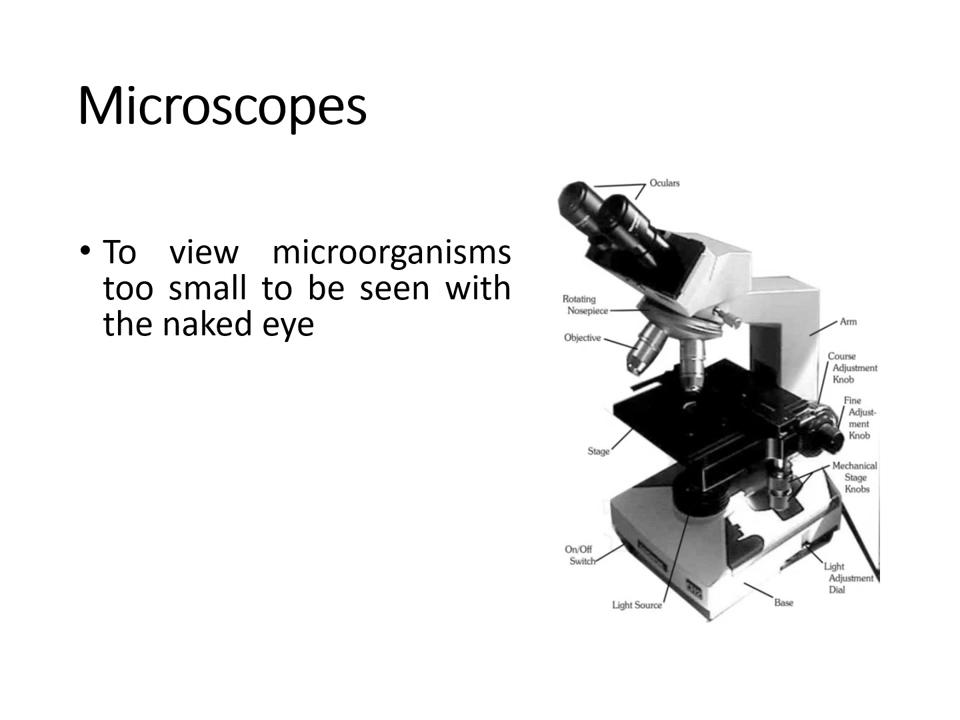 Microscopes
• To view microorganisms
too small to be seen with
the naked eye
Oculars
Rotating
Nosepiece
Objective
Arm
Course
Adjustment
Knob
Fine
Adjust-
ment
Knob
Stage
Mechanical
Stage
Knobs
On/Off
Switch
Light
Adjustment
Dial
Light Source
Base